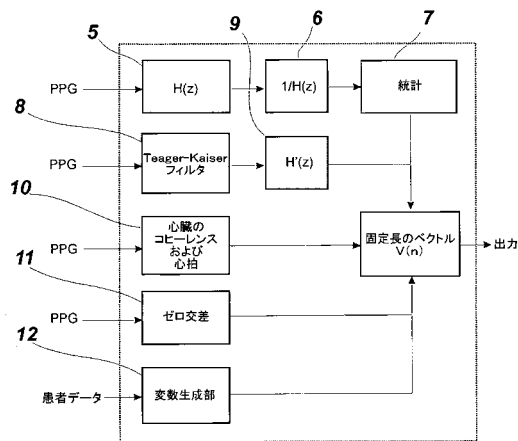 5
6
7
PPG
H(z)
1/H(z)
統計
8
9
PPG
Teager-Kaiser
フィルタ
H'(z)
10
PPG
心臓の
コヒーレンス
および
心拍
固定長のベクトル
V(n)
出力
11
PPG
ゼロ交差
12
患者データ
変数生成部